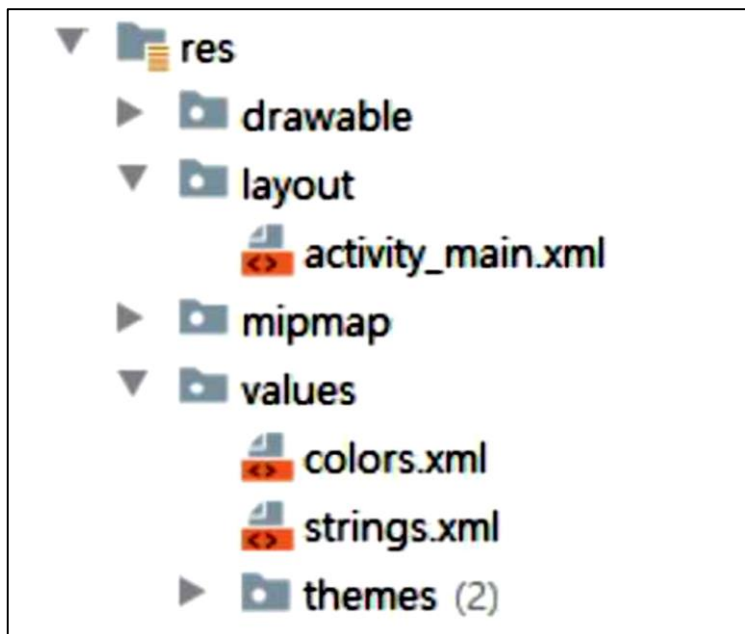 res
drawable
layout
activity_main.xml
mipmap
values
colors.xml
strings.xml
themes (2)